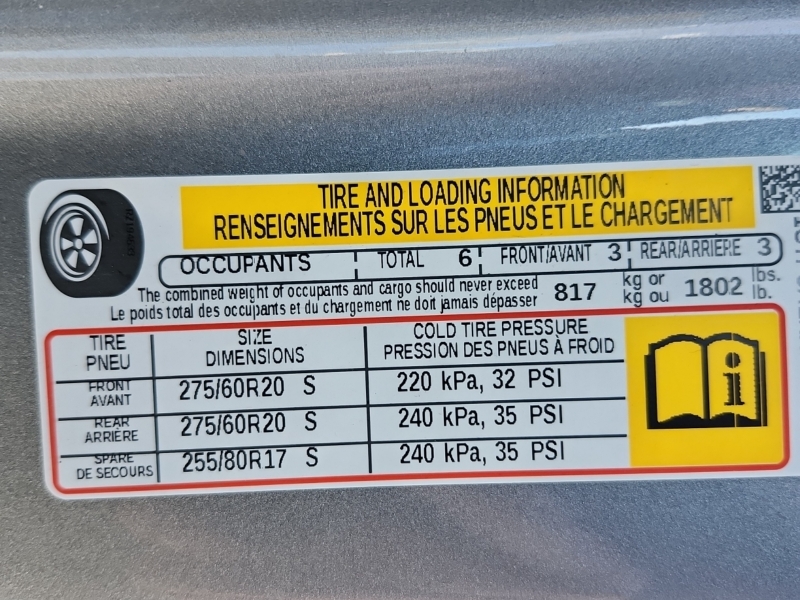 TIRE AND LOADING INFORMATION
RENSEIGNEMENTS SUR LES PNEUS ET LE CHARGEMENT
OCCUPANTS TOTAL 6 FRONT/AVANT 3 REAR/ARRIÈRE 3
The combined weight of occupants and cargo should never exceed 817 kg or 1802 lbs.
Le poids total des occupants et du chargement ne doit jamais dépasser kg ou lb.
TIRE SIZE COLD TIRE PRESSURE
PNEU DIMENSIONS PRESSION DES PNEUS À FROID
FRONT
AVANT 275/60R20 S 220 kPa, 32 PSI
REAR
ARRIÈRE 275/60R20 S 240 kPa, 35 PSI
SPARE
DE SECOURS 255/80R17 S 240 kPa, 35 PSI
i